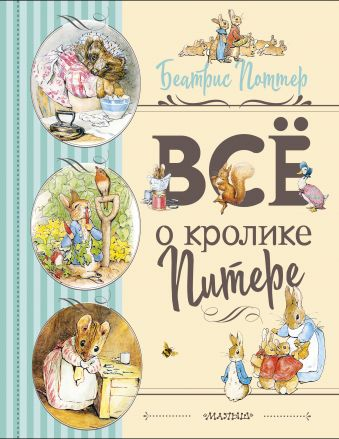 Беатрис Поттер
ВСЁ
о кролике
Питере
МАЛЫШ